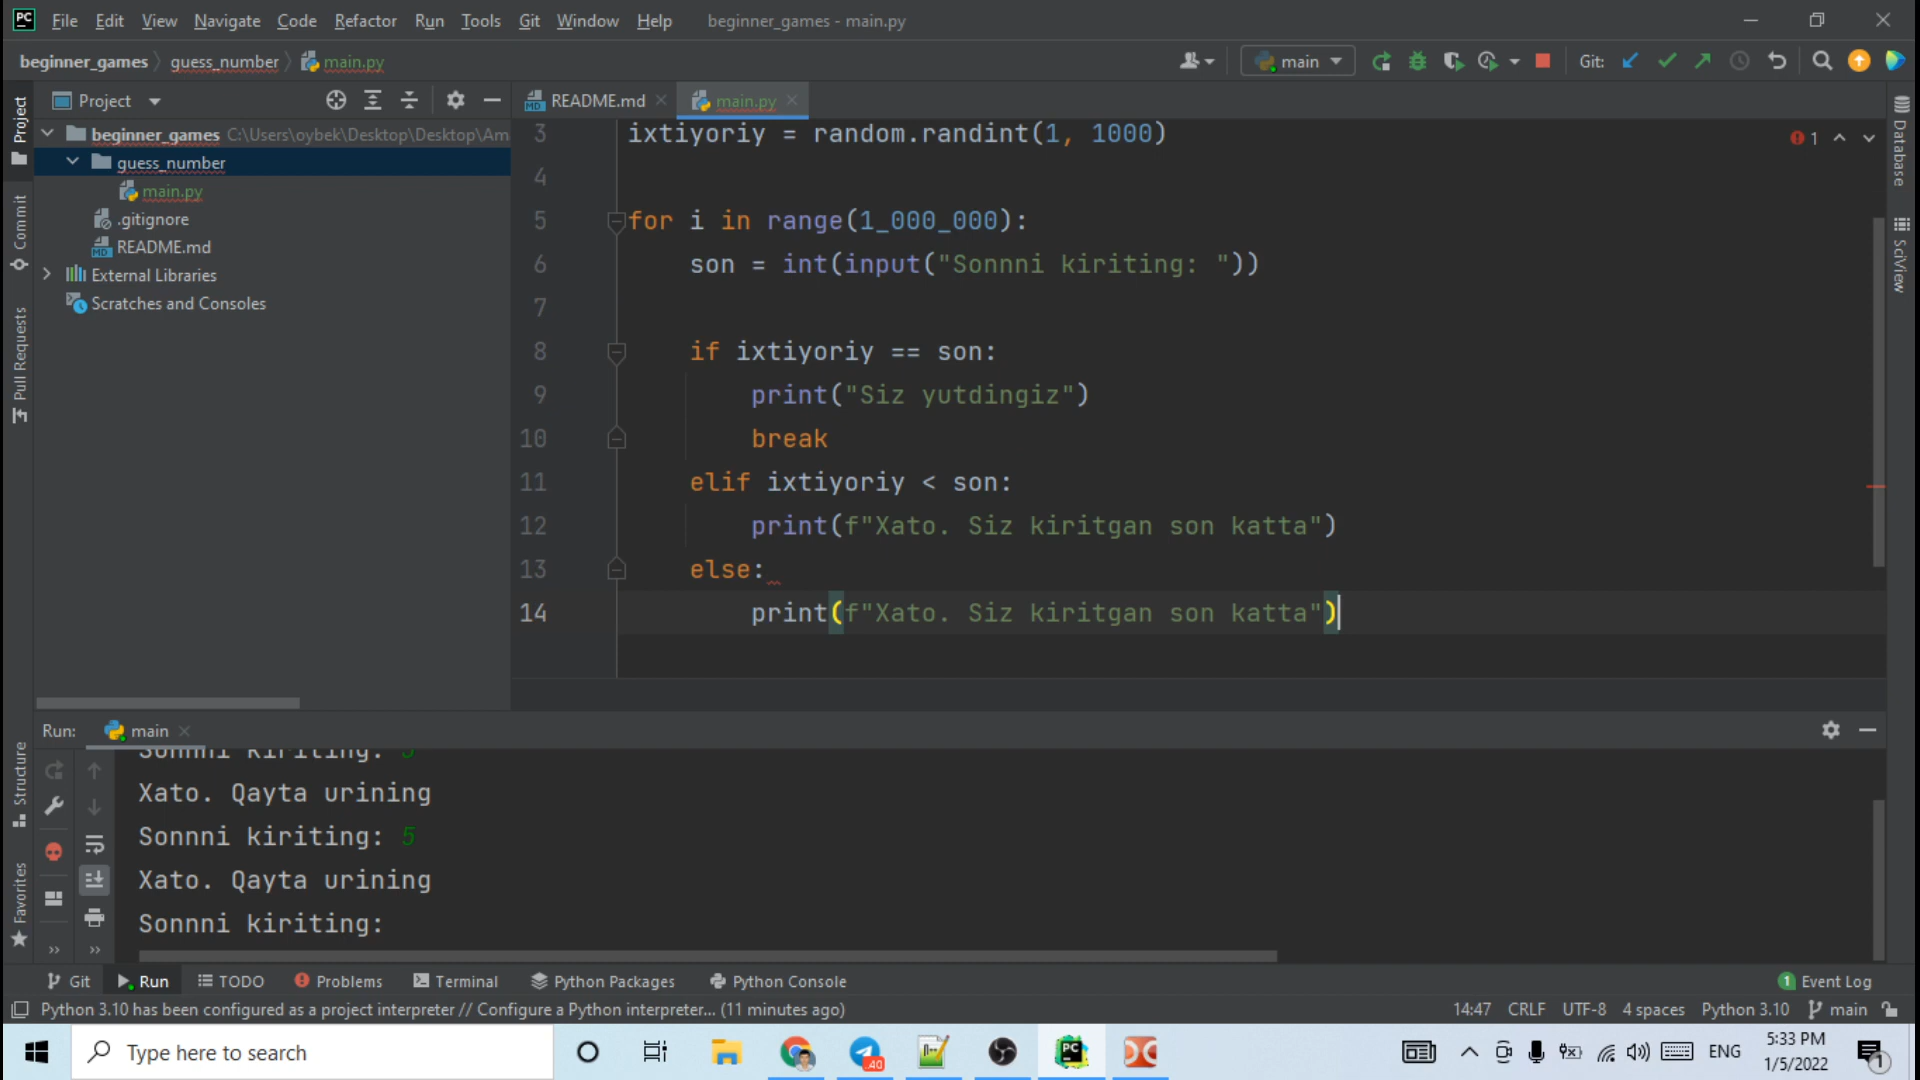 File Edit View Navigate Code Refactor Run Tools Git Window Help beginner_games - main.py
beginner_games guess_number main.py main Git:
Project
README.md main.py
beginner_games C:\Users\oybek\Desktop\Desktop\Am
guess_number
main.py
.gitignore
README.md
External Libraries
Scratches and Consoles
Project
Commit
Pull Requests
Structure
Favorites
Database
SciView
1
3 ixtiyoriy = random.randint(1, 1000)
4
5 for i in range(1_000_000):
6 son = int(input("Sonnni kiriting: "))
7
8 if ixtiyoriy == son:
9 print("Siz yutdingiz")
10 break
11 elif ixtiyoriy < son:
12 print(f"Xato. Siz kiritgan son katta")
13 else:
14 print(f"Xato. Siz kiritgan son katta")
Run: main
Sonnni kiriting: 5
Xato. Qayta urining
Sonnni kiriting: 5
Xato. Qayta urining
Sonnni kiriting:
Git Run TODO Problems Terminal Python Packages Python Console 1 Event Log
Python 3.10 has been configured as a project interpreter // Configure a Python interpreter... (11 minutes ago) 14:47 CRLF UTF-8 4 spaces Python 3.10 main
Type here to search
40
ENG
5:33 PM
1/5/2022
1